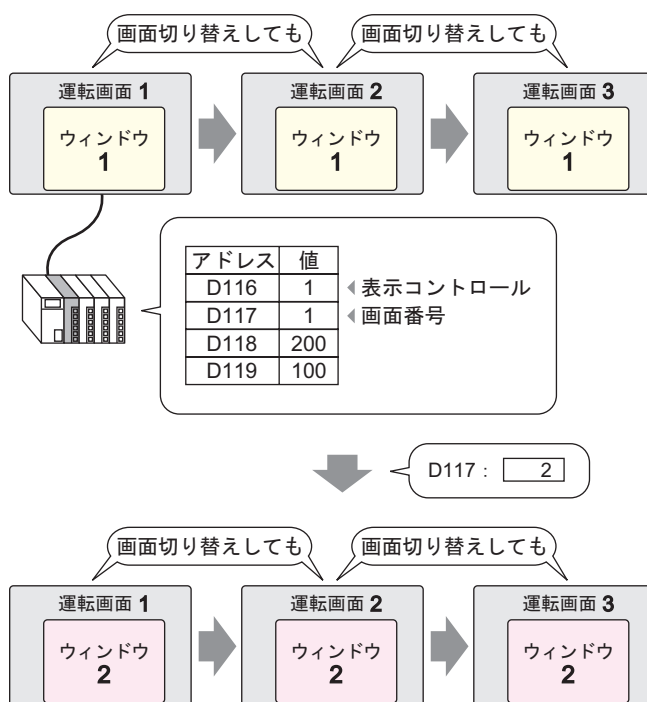 画面切り替えしても 画面切り替えしても
運転画面 1 運転画面 2 運転画面 3
ウィンドウ ウィンドウ ウィンドウ
1 1 1
アドレス 値
D116 1 表示コントロール
D117 1 画面番号
D118 200
D119 100
D117 : 2
画面切り替えしても 画面切り替えしても
運転画面 1 運転画面 2 運転画面 3
ウィンドウ ウィンドウ ウィンドウ
2 2 2